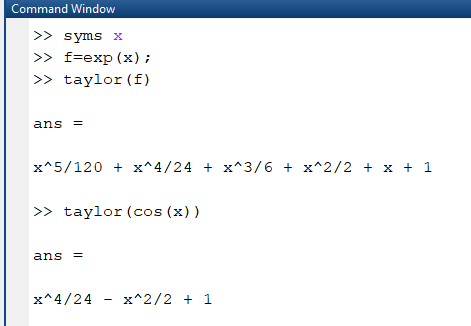 Command Window
>> syms x
>> f=exp(x);
>> taylor(f)
ans =
x^5/120 + x^4/24 + x^3/6 + x^2/2 + x + 1
>> taylor(cos(x))
ans =
x^4/24 - x^2/2 + 1